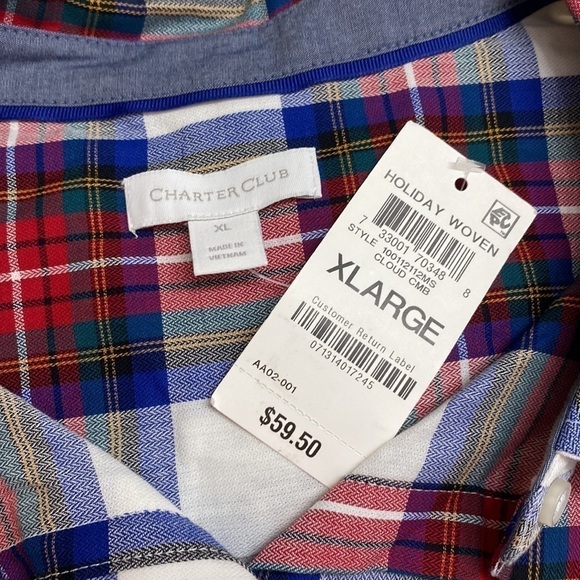 CHARTER CLUB
XL
MADE IN
VIETNAM
HOLIDAY WOVEN
7 33001 70348 8
STYLE 100112112MS
CLOUD CMB
XLARGE
Customer Return Label
071314017245
AA02-001
$59.50